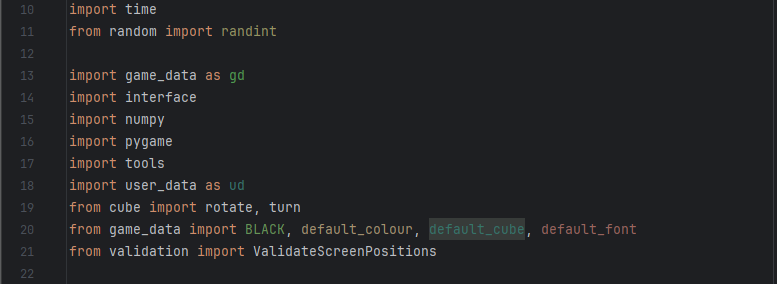 10 import time
11 from random import randint
12
13 import game_data as gd
14 import interface
15 import numpy
16 import pygame
17 import tools
18 import user_data as ud
19 from cube import rotate, turn
20 from game_data import BLACK, default_colour, default_cube, default_font
21 from validation import ValidateScreenPositions
22